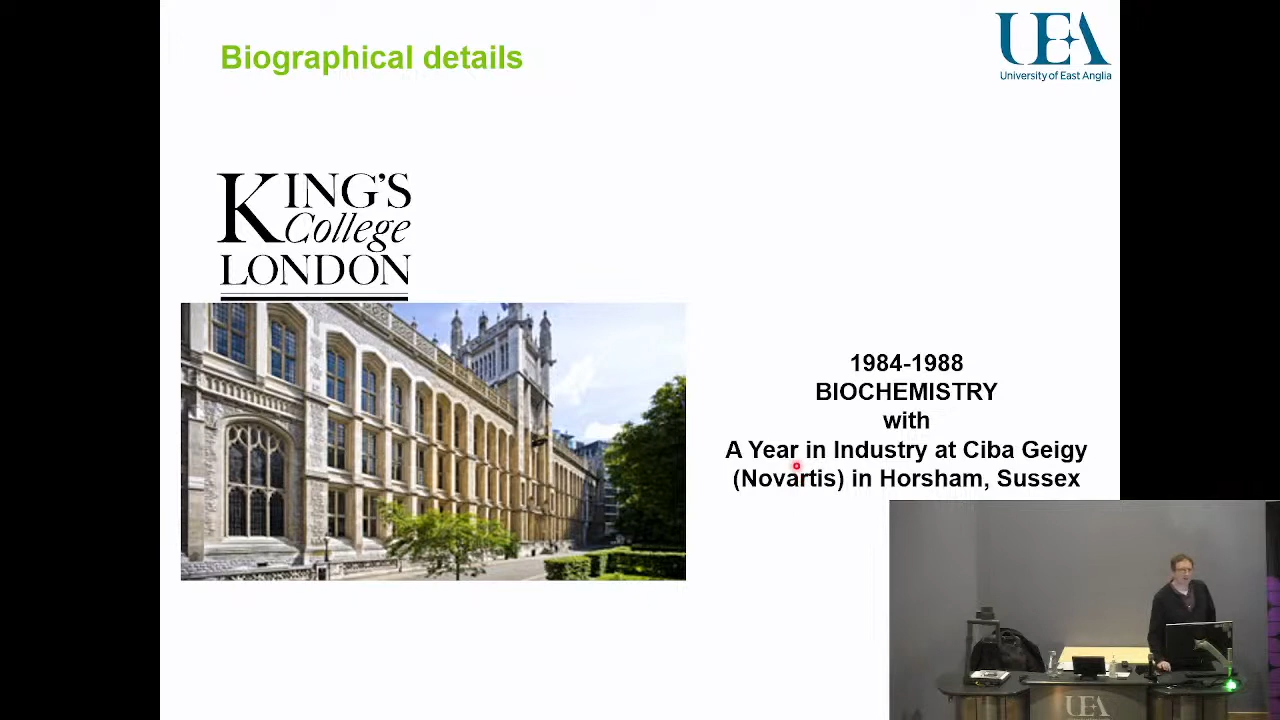 Biographical details
UEA
University of East Anglia
KING'S
College
LONDON
1984-1988
BIOCHEMISTRY
with
A Year in Industry at Ciba Geigy
(Novartis) in Horsham, Sussex
UEA